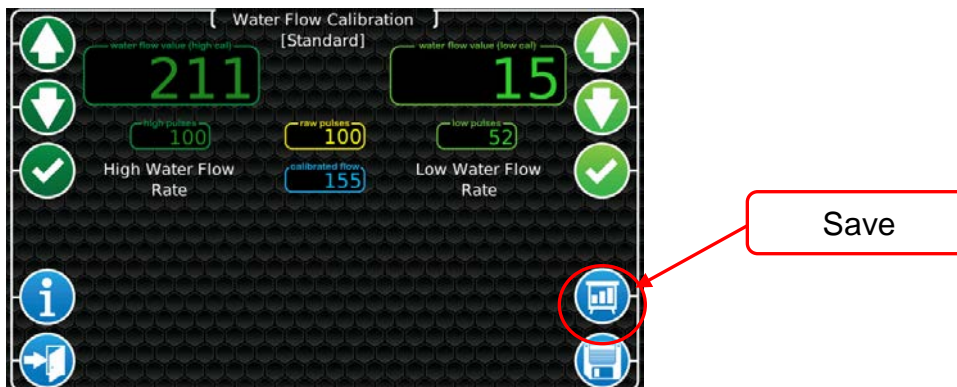 Water Flow Calibration
[Standard]
water flow value (high cal)
211
water flow value (low cal)
15
high pulses
100
raw pulses
100
low pulses
52
High Water Flow
Rate
calibrated flow
155
Low Water Flow
Rate
Save